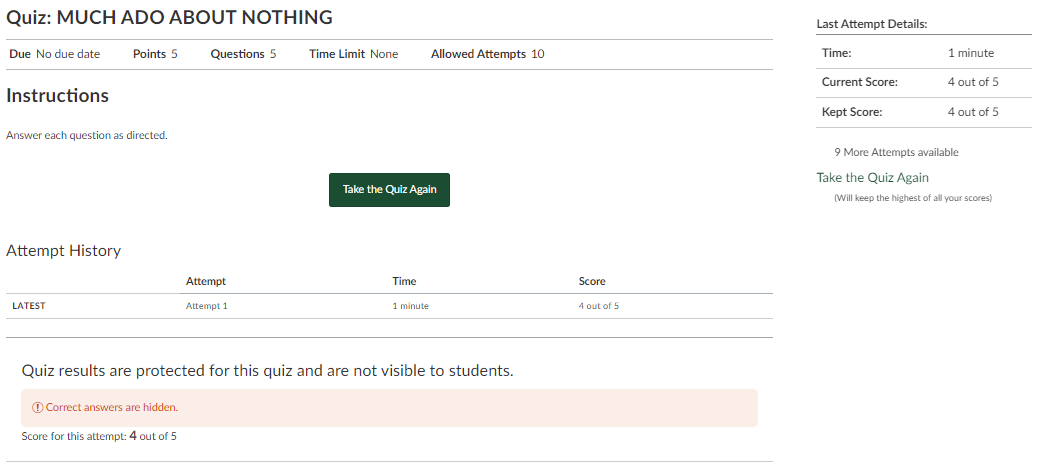 Quiz: MUCH ADO ABOUT NOTHING
Due No due date Points 5 Questions 5 Time Limit None Allowed Attempts 10
Instructions
Answer each question as directed.
Take the Quiz Again
Attempt History
Attempt Time Score
LATEST Attempt 1 1 minute 4 out of 5
Quiz results are protected for this quiz and are not visible to students.
Correct answers are hidden.
Score for this attempt: 4 out of 5
Last Attempt Details:
Time: 1 minute
Current Score: 4 out of 5
Kept Score: 4 out of 5
9 More Attempts available
Take the Quiz Again
(Will keep the highest of all your scores)